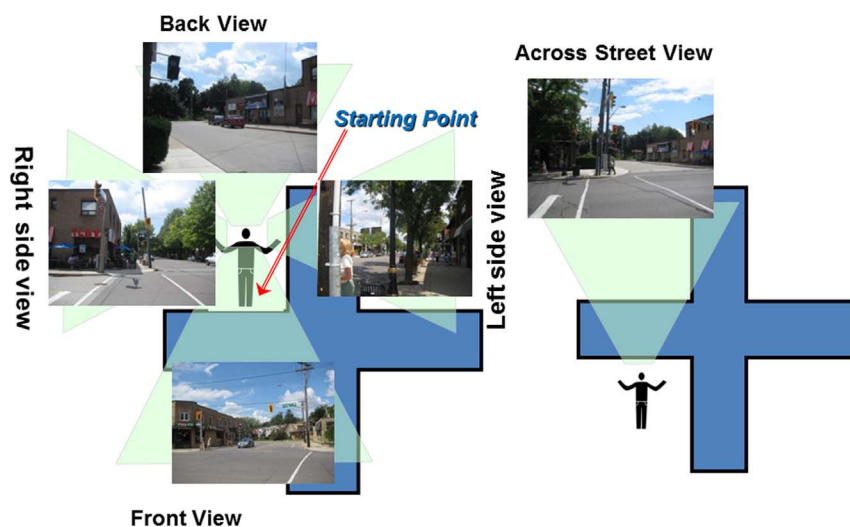 Back View
Across Street View
Starting Point
Right side view
Left side view
Front View